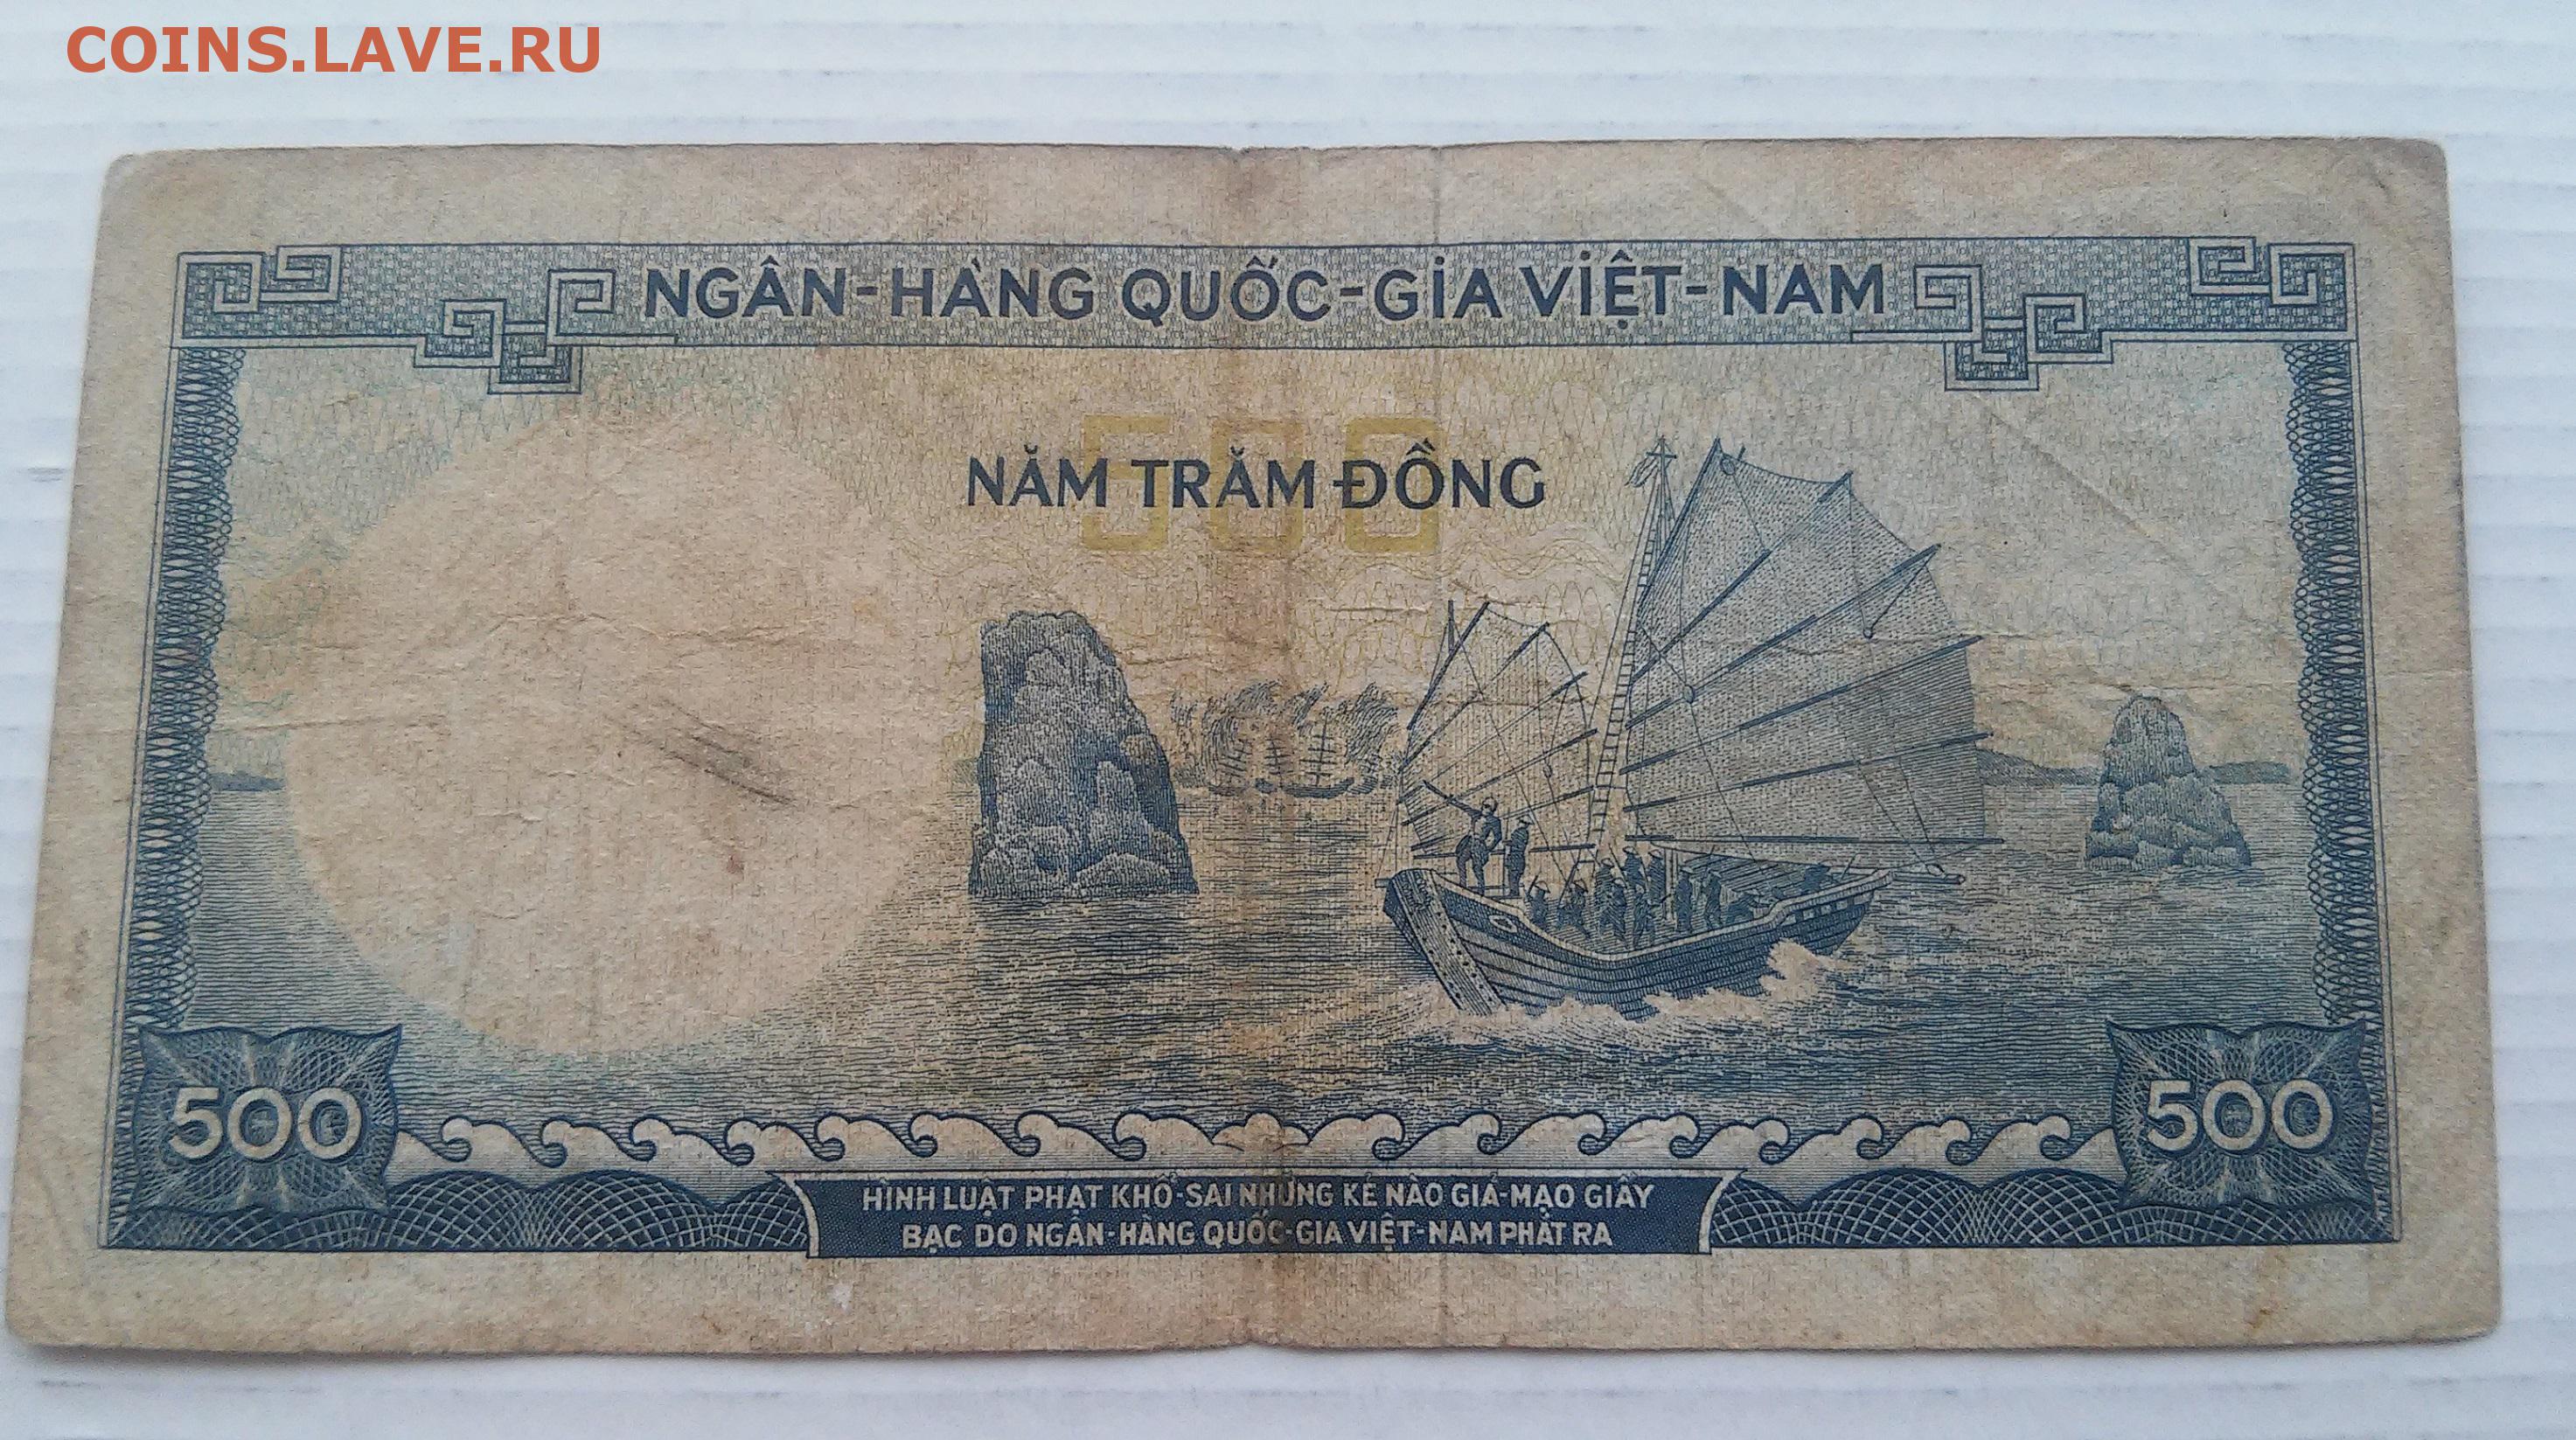 COINS.LAVE.RU
NGÂN-HÀNG QUỐC-GIA VIỆT-NAM
500
NĂM TRĂM ĐỒNG
500
500
HÌNH LUẬT PHẠT KHỔ-SAI NHỮNG KẺ NÀO GIẢ-MẠO GIẤY
BẠC DO NGÂN-HÀNG QUỐC-GIA VIỆT-NAM PHÁT RA